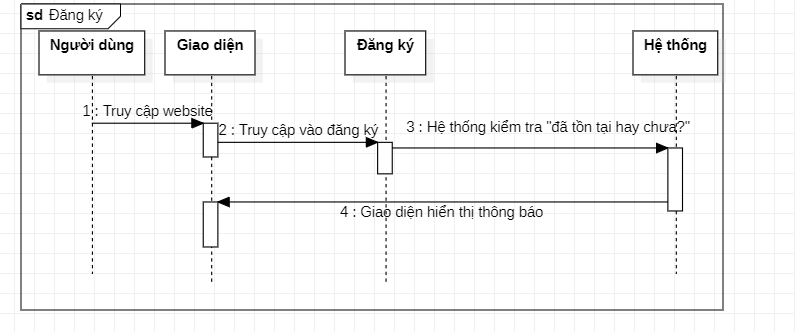 sd Đăng ký
Người dùng
Giao diện
Đăng ký
Hệ thống
1 : Truy cập website
2 : Truy cập vào đăng ký
3 : Hệ thống kiểm tra "đã tồn tại hay chưa?"
4 : Giao diện hiển thị thông báo